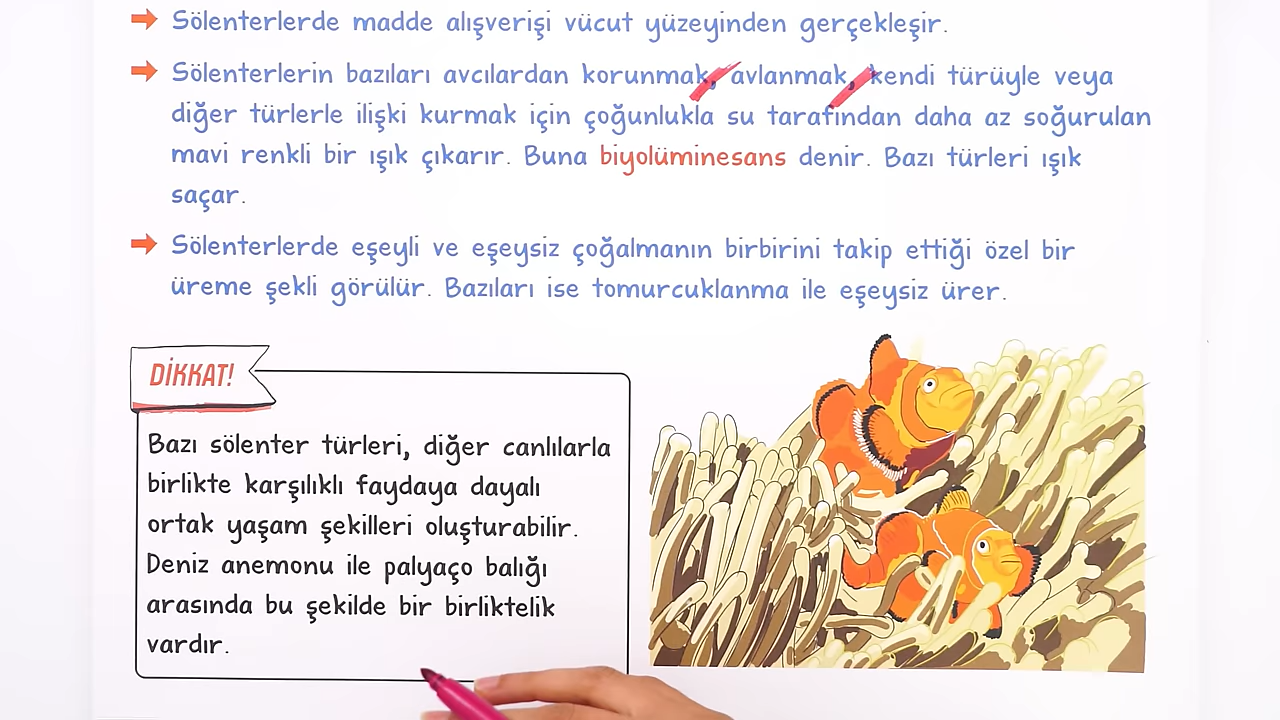 Sölenterlerde madde alışverişi vücut yüzeyinden gerçekleşir.
Sölenterlerin bazıları avcılardan korunmak, avlanmak, kendi türüyle veya
diğer türlerle ilişki kurmak için çoğunlukla su tarafından daha az soğurulan
mavi renkli bir ışık çıkarır. Buna biyolüminesans denir. Bazı türleri ışık
saçar.
Sölenterlerde eşeyli ve eşeysiz çoğalmanın birbirini takip ettiği özel bir
üreme şekli görülür. Bazıları ise tomurcuklanma ile eşeysiz ürer.
DİKKAT!
Bazı sölenter türleri, diğer canlılarla
birlikte karşılıklı faydaya dayalı
ortak yaşam şekilleri oluşturabilir.
Deniz anemonu ile palyaço balığı
arasında bu şekilde bir birliktelik
vardır.